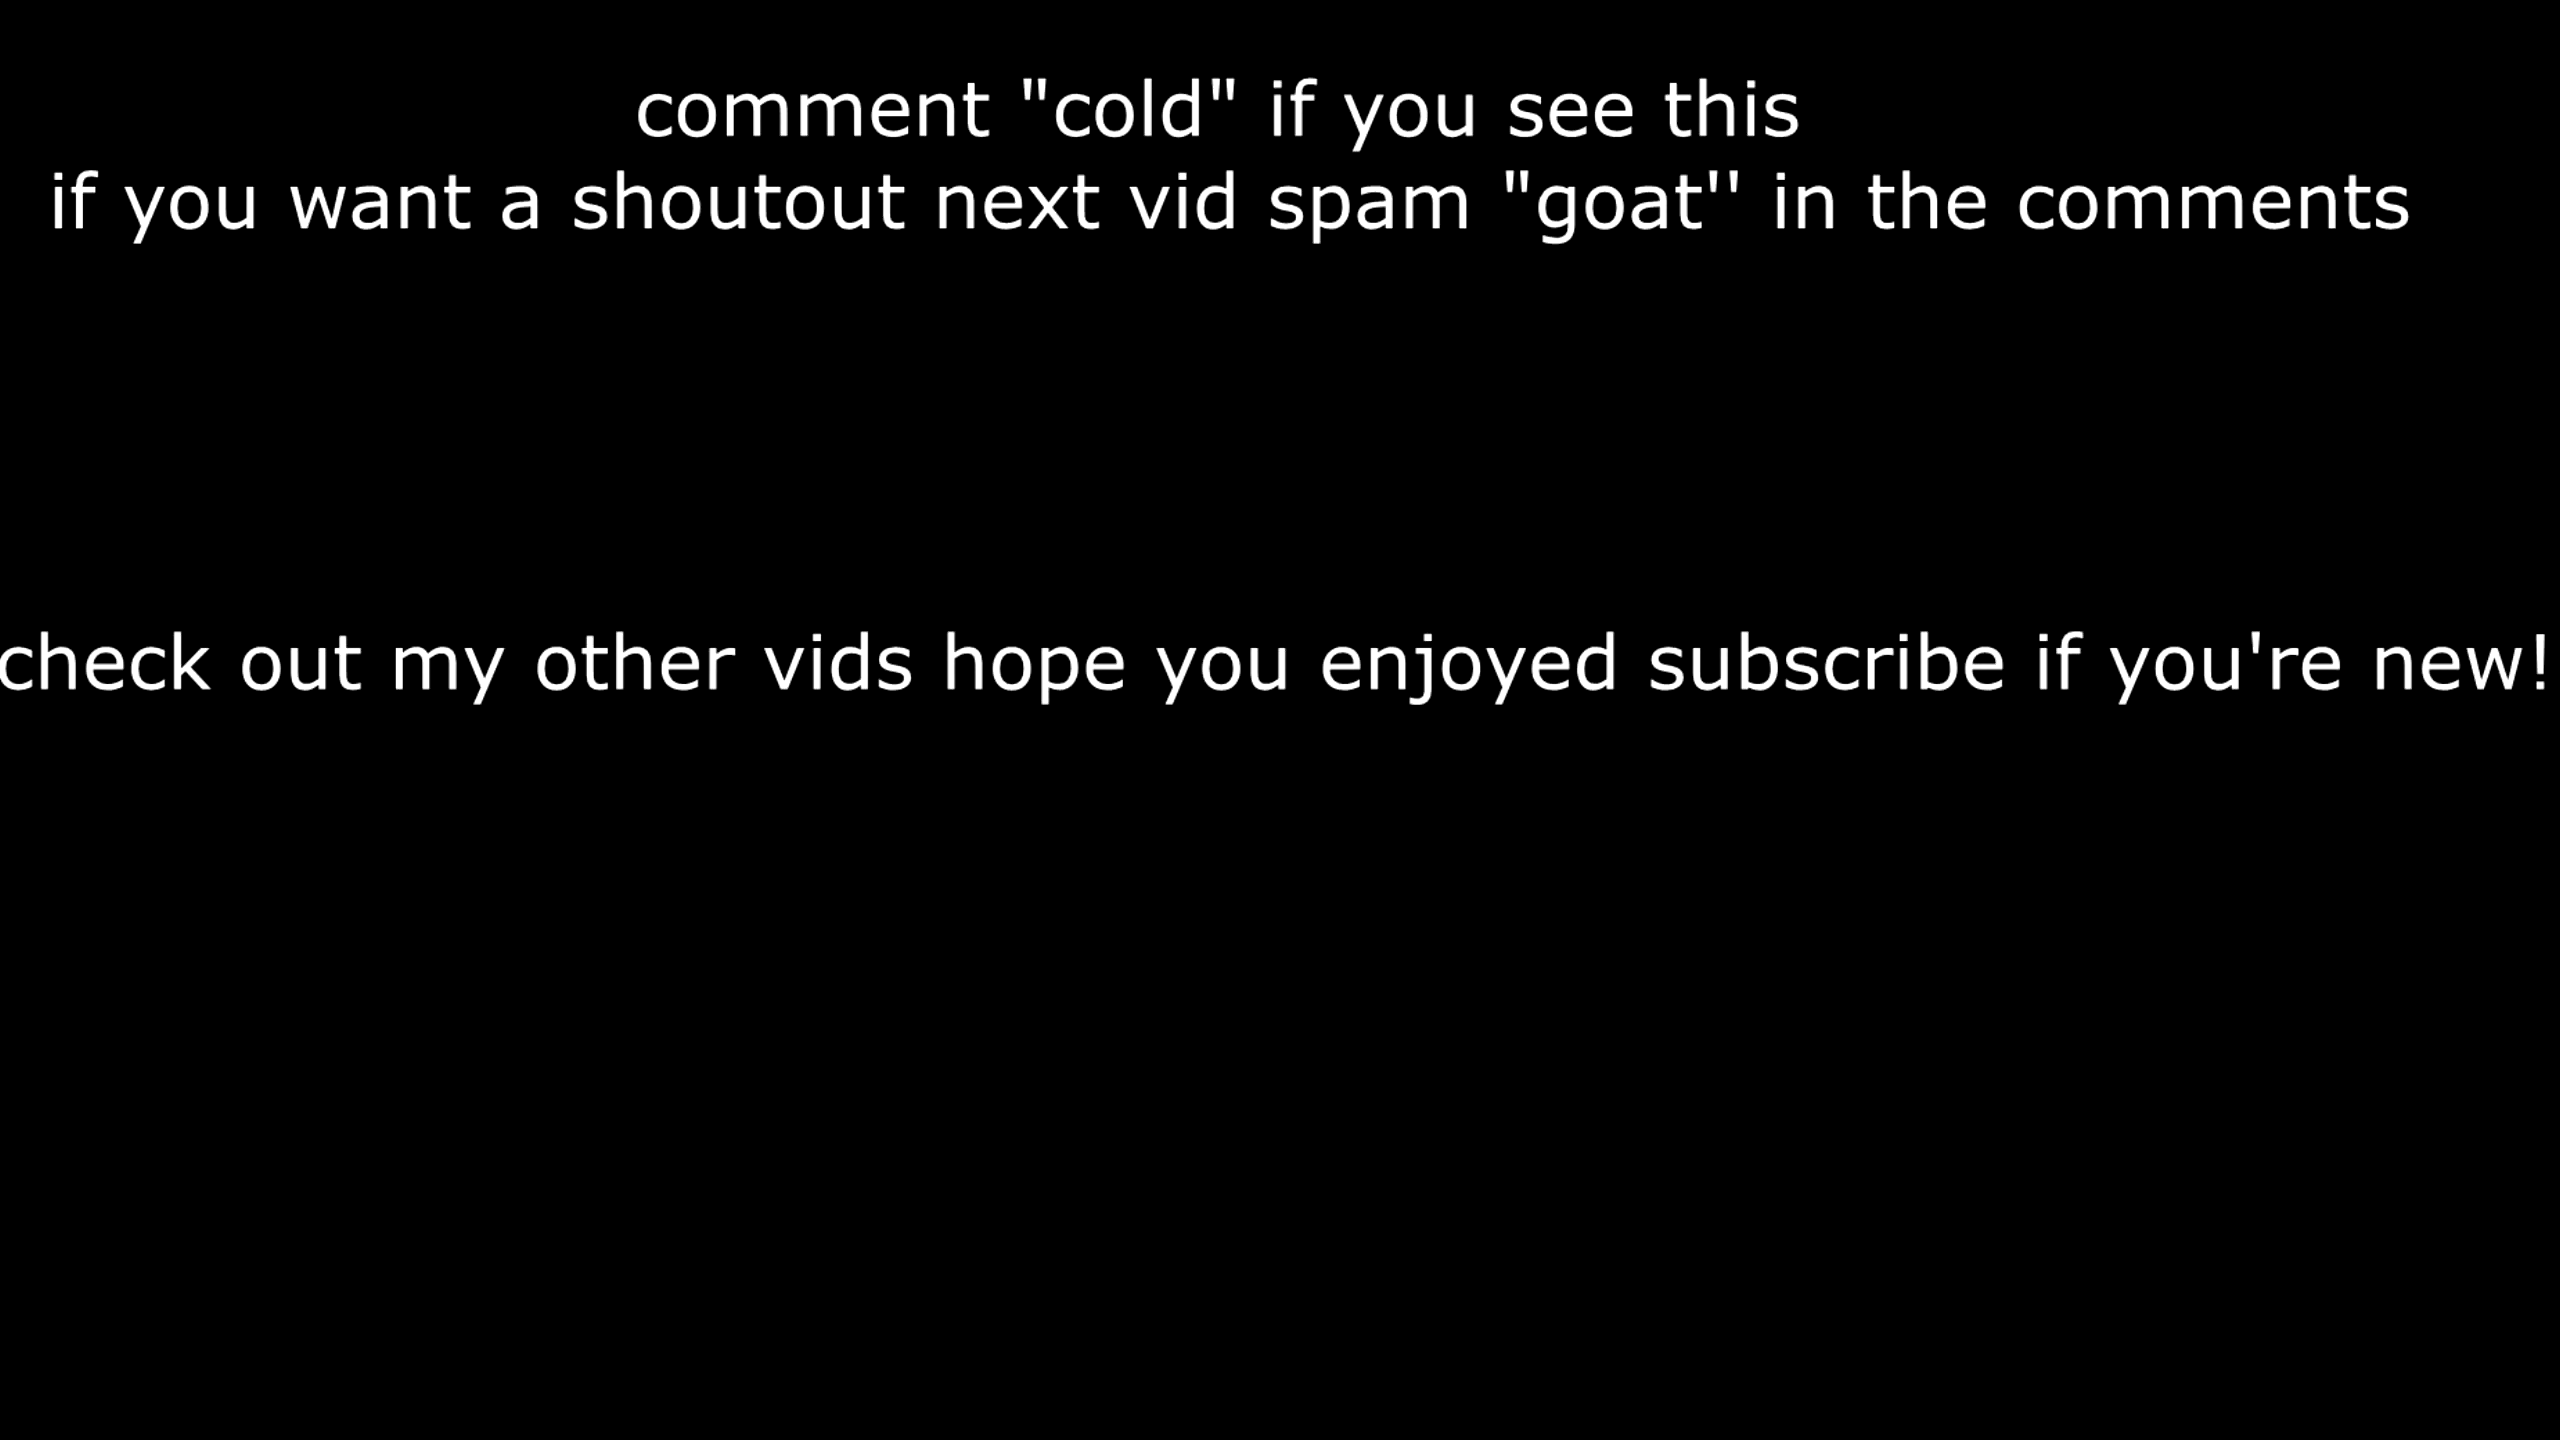 comment "cold" if you see this
if you want a shoutout next vid spam "goat'' in the comments
check out my other vids hope you enjoyed subscribe if you're new!